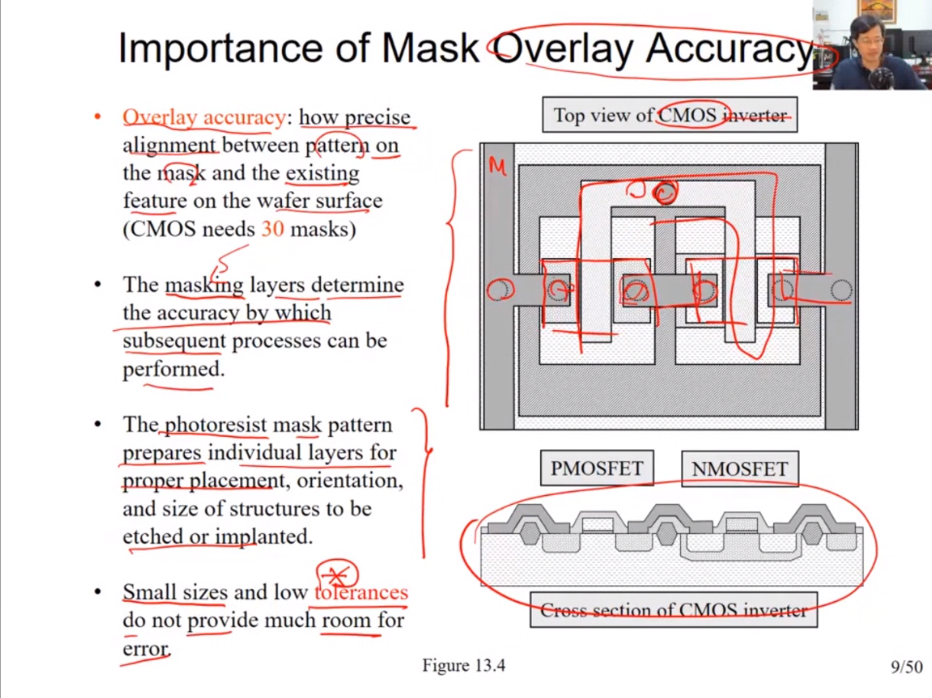 Importance of Mask Overlay Accuracy
• Overlay accuracy: how precise
alignment between pattern on
the mask and the existing
feature on the wafer surface
(CMOS needs 30 masks)
• The masking layers determine
the accuracy by which
subsequent processes can be
performed.
• The photoresist mask pattern
prepares individual layers for
proper placement, orientation,
and size of structures to be
etched or implanted.
• Small sizes and low tolerances
do not provide much room for
error.
Top view of CMOS inverter
M
PMOSFET
NMOSFET
Cross section of CMOS inverter
Figure 13.4
9/50